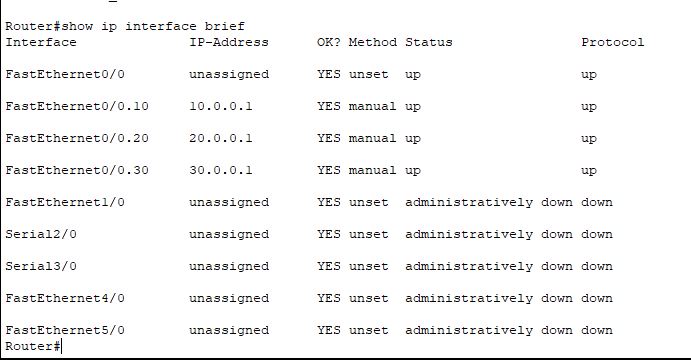 Router#show ip interface brief
Interface IP-Address OK? Method Status Protocol
FastEthernet0/0 unassigned YES unset up up
FastEthernet0/0.10 10.0.0.1 YES manual up up
FastEthernet0/0.20 20.0.0.1 YES manual up up
FastEthernet0/0.30 30.0.0.1 YES manual up up
FastEthernet1/0 unassigned YES unset administratively down down
Serial2/0 unassigned YES unset administratively down down
Serial3/0 unassigned YES unset administratively down down
FastEthernet4/0 unassigned YES unset administratively down down
FastEthernet5/0 unassigned YES unset administratively down down
Router#